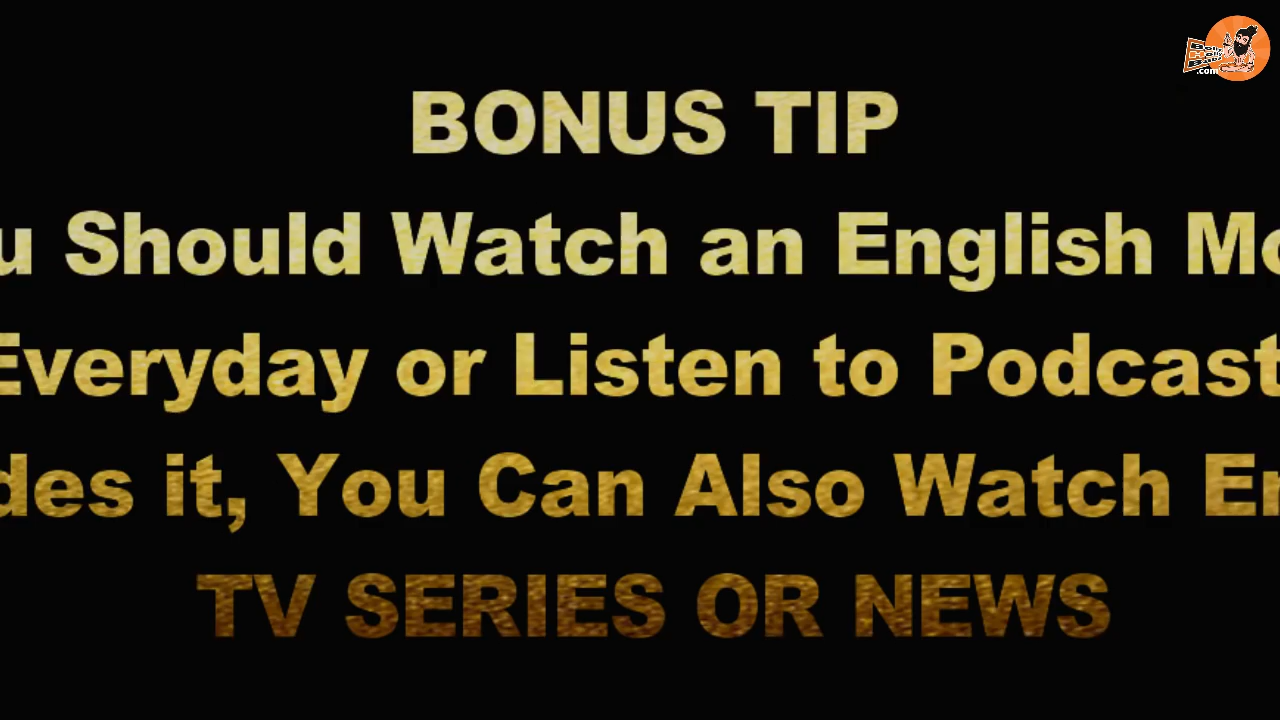 BONUS TIP
u Should Watch an English Mo
Everyday or Listen to Podcast
des it, You Can Also Watch En
TV SERIES OR NEWS
.com